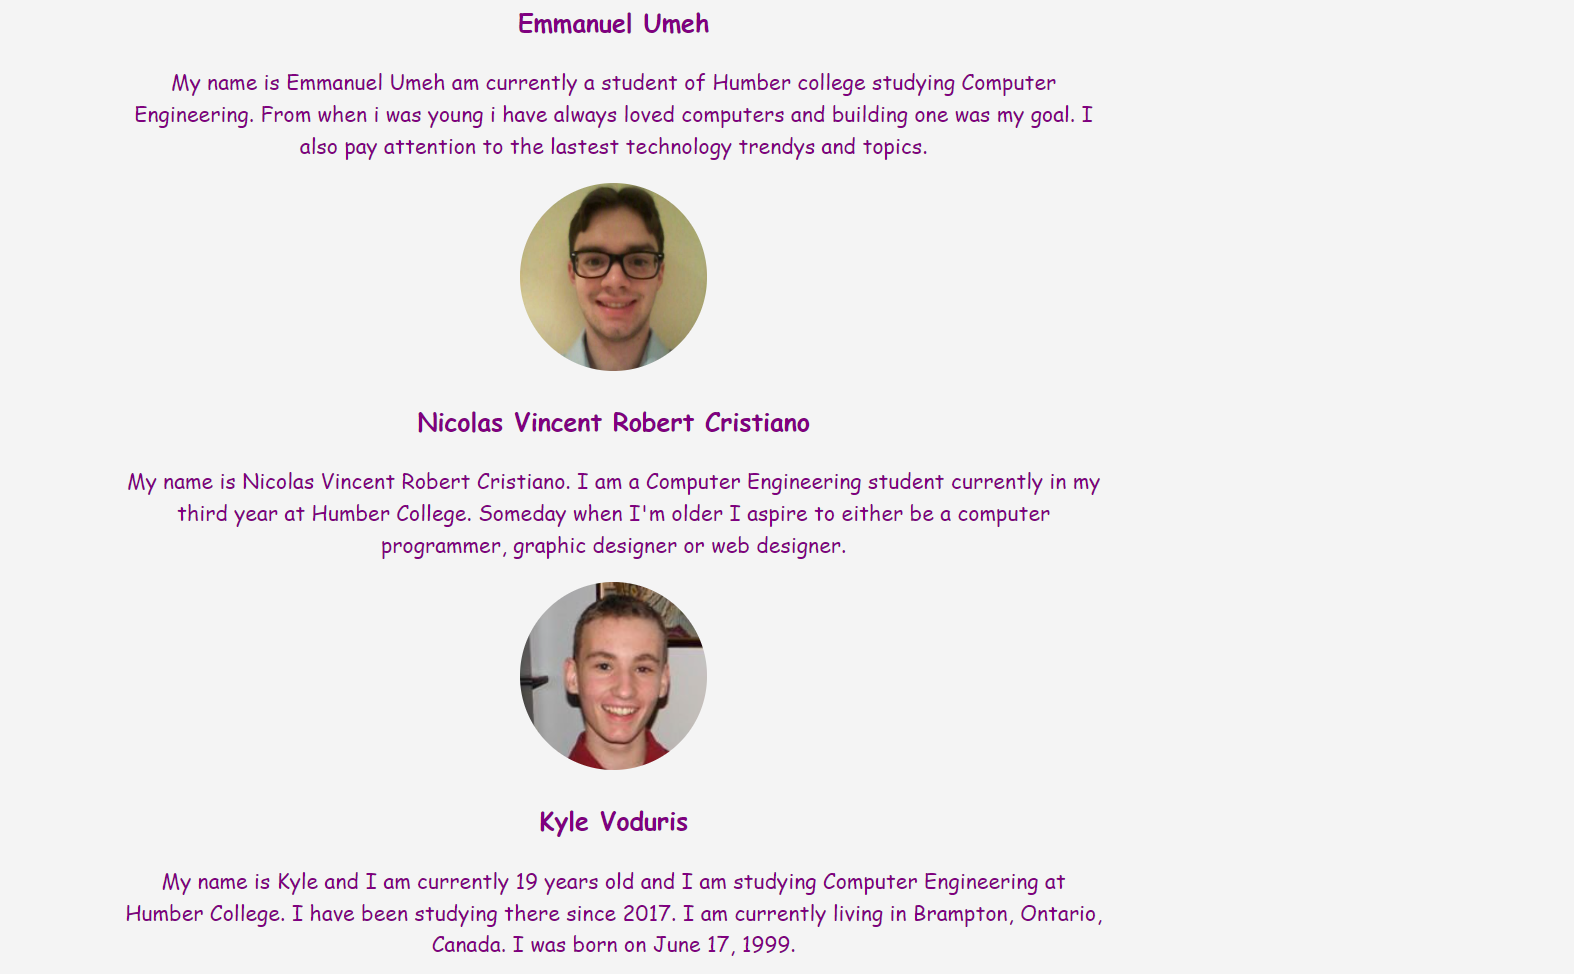 Emmanuel Umeh
My name is Emmanuel Umeh am currently a student of Humber college studying Computer
Engineering. From when i was young i have always loved computers and building one was my goal. I
also pay attention to the lastest technology trendys and topics.
Nicolas Vincent Robert Cristiano
My name is Nicolas Vincent Robert Cristiano. I am a Computer Engineering student currently in my
third year at Humber College. Someday when I'm older I aspire to either be a computer
programmer, graphic designer or web designer.
Kyle Voduris
My name is Kyle and I am currently 19 years old and I am studying Computer Engineering at
Humber College. I have been studying there since 2017. I am currently living in Brampton, Ontario,
Canada. I was born on June 17, 1999.